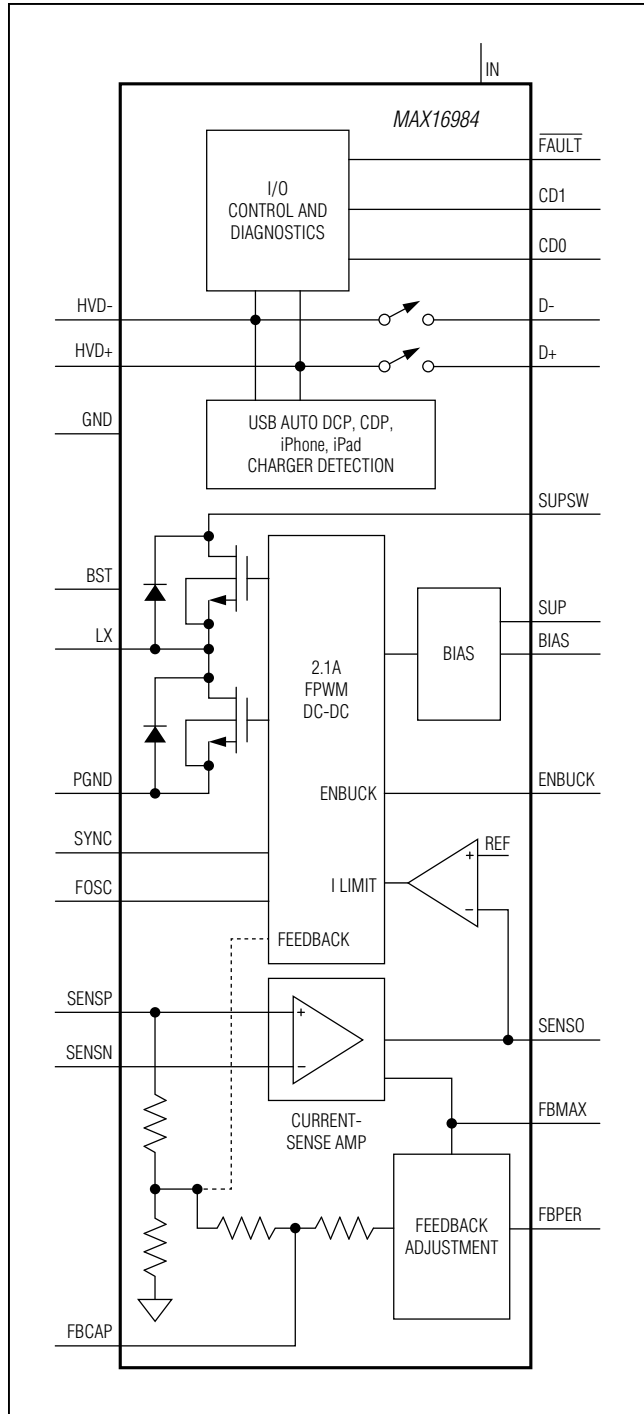 IN
MAX16984
FAULT
I/O
CONTROL AND
DIAGNOSTICS
CD1
CD0
HVD-
D-
HVD+
D+
GND
USB AUTO DCP, CDP,
iPhone, iPad
CHARGER DETECTION
SUPSW
BST
SUP
LX
BIAS
BIAS
2.1A
FPWM
DC-DC
PGND
ENBUCK
ENBUCK
SYNC
REF
+
I LIMIT
FOSC
-
FEEDBACK
SENSP
+
SENSO
SENSN
-
CURRENT-
SENSE AMP
FBMAX
FEEDBACK
ADJUSTMENT
FBPER
FBCAP